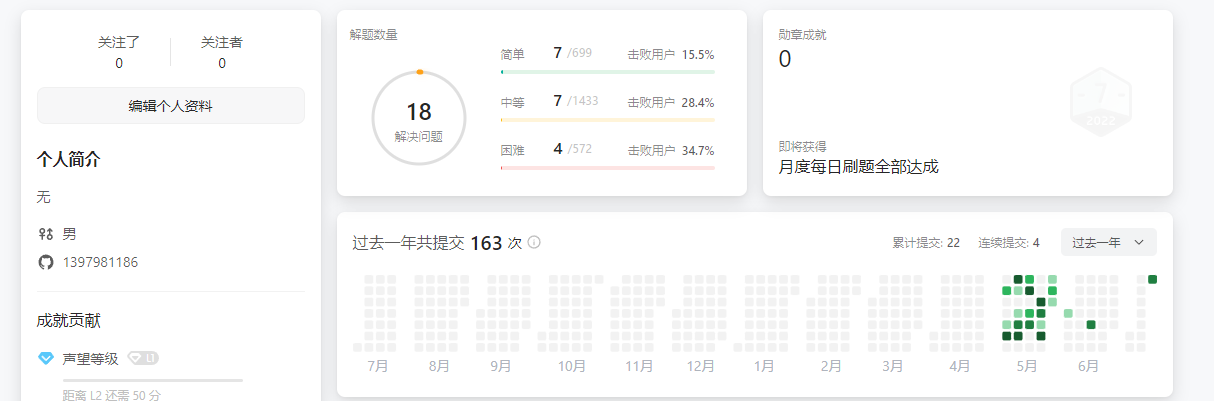 关注了
0
关注者
0
编辑个人资料
个人简介
无
男
1397981186
成就贡献
声望等级
L1
距离 L2 还需 50 分
解题数量
18
解决问题
简单 7 /699 击败用户 15.5%
中等 7 /1433 击败用户 28.4%
困难 4 /572 击败用户 34.7%
勋章成就
0
7
2022
即将获得
月度每日刷题全部达成
过去一年共提交 163 次
累计提交: 22 连续提交: 4 过去一年
7月 8月 9月 10月 11月 12月 1月 2月 3月 4月 5月 6月